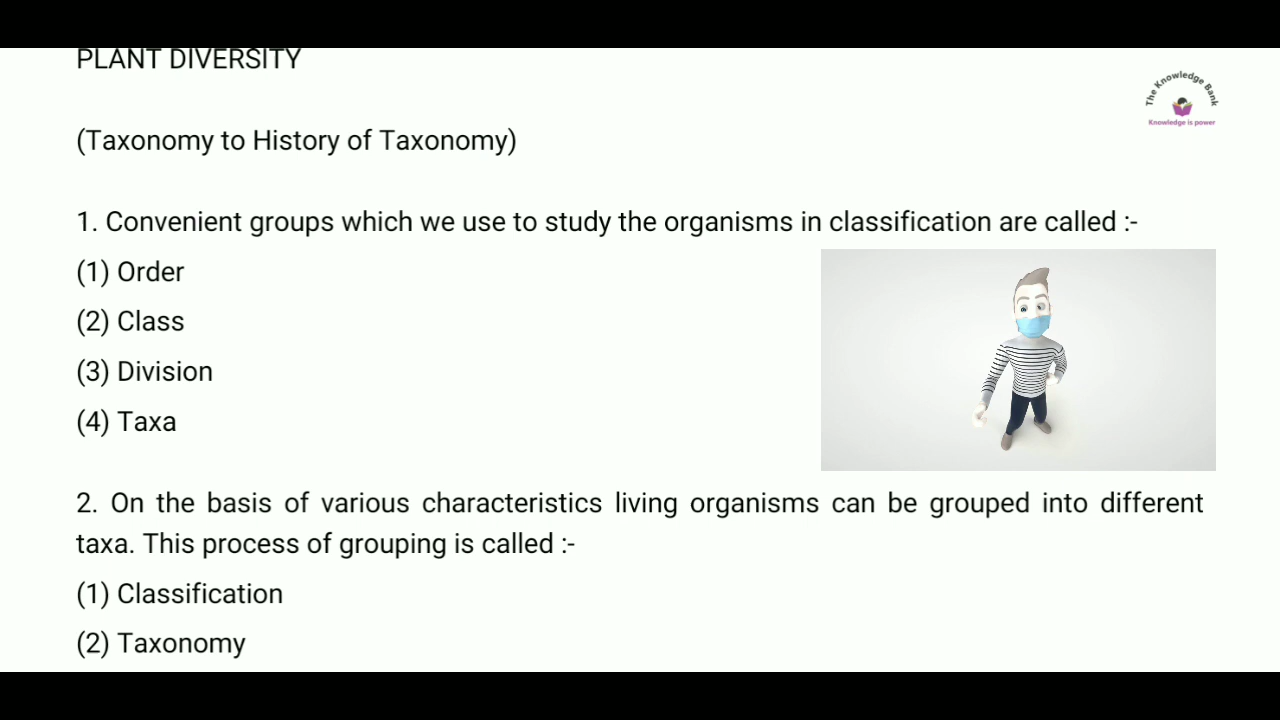 PLANT DIVERSITY
The Knowledge Bank
Knowledge is power
(Taxonomy to History of Taxonomy)
1. Convenient groups which we use to study the organisms in classification are called :-
(1) Order
(2) Class
(3) Division
(4) Taxa
2. On the basis of various characteristics living organisms can be grouped into different
taxa. This process of grouping is called :-
(1) Classification
(2) Taxonomy